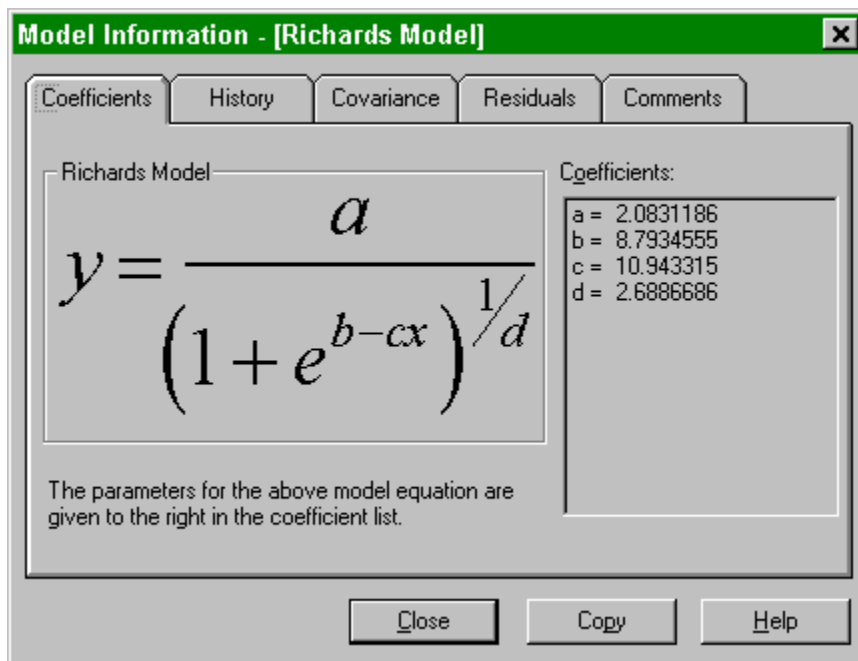 Model Information - [Richards Model]
Coefficients History Covariance Residuals Comments
Richards Model
y = a / (1 + e^(b-cx))^(1/d)
Coefficients:
a = 2.0831186
b = 8.7934555
c = 10.943315
d = 2.6886686
The parameters for the above model equation are
given to the right in the coefficient list.
Close Copy Help